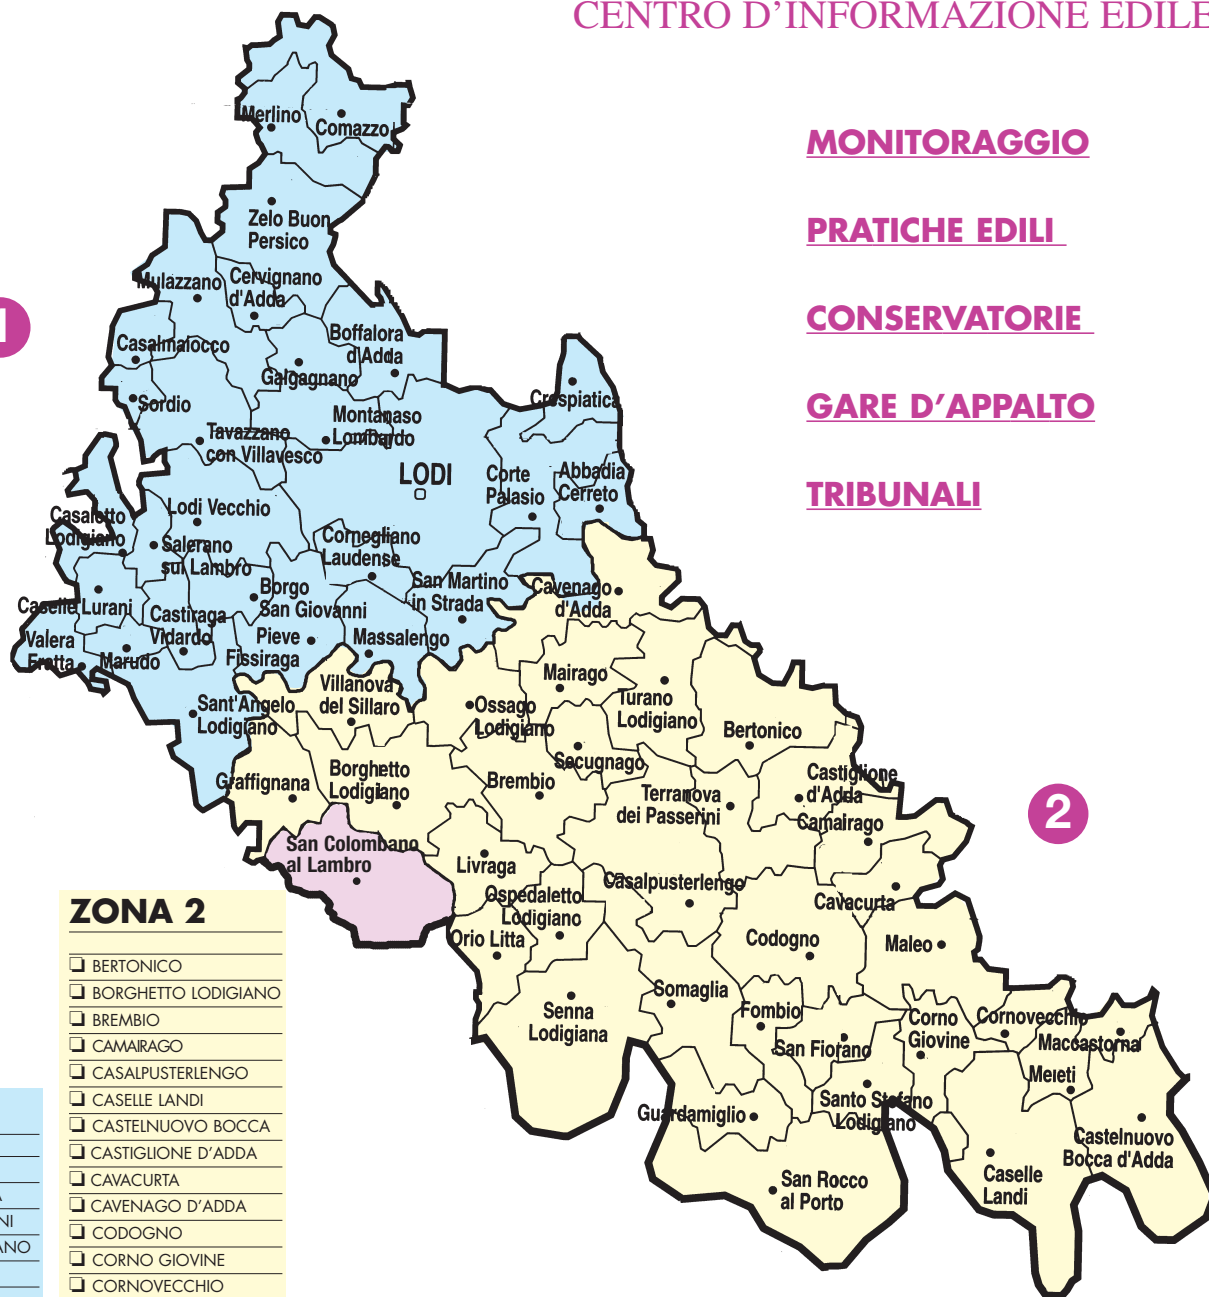 CENTRO D'INFORMAZIONE EDILE
MONITORAGGIO
PRATICHE EDILI
CONSERVATORIE
GARE D'APPALTO
TRIBUNALI
1
2
Merlino
Comazzo
Zelo Buon
Persico
Mulazzano
Cervignano
d'Adda
Casalmaiocco
Boffalora
d'Adda
Galgagnano
Sordio
Crespiatica
Montanaso
Lombardo
Tavazzano
con Villavesco
LODI
Corte
Palasio
Abbadia
Cerreto
Lodi Vecchio
Casaletto
Lodigiano
Salerano
sul Lambro
Cornegliano
Laudense
Borgo
San Giovanni
San Martino
in Strada
Cavenago
d'Adda
Caselle Lurani
Castiraga
Vidardo
Valera
Fratta
Marudo
Pieve
Fissiraga
Massalengo
Sant'Angelo
Lodigiano
Villanova
del Sillaro
Ossago
Lodigiano
Mairago
Turano
Lodigiano
Bertonico
Secugnago
Graffignana
Borghetto
Lodigiano
Brembio
Terranova
dei Passerini
Castiglione
d'Adda
Camairago
San Colombano
al Lambro
Livraga
Ospedaletto
Lodigiano
Casalpusterlengo
Cavacurta
Orio Litta
Codogno
Maleo
Senna
Lodigiana
Somaglia
Fombio
San Fiorano
Corno
Giovine
Cornovecchio
Maccastorna
Meleti
Guardamiglio
Santo Stefano
Lodigiano
Castelnuovo
Bocca d'Adda
San Rocco
al Porto
Caselle
Landi
ZONA 2
❏ BERTONICO
❏ BORGHETTO LODIGIANO
❏ BREMBIO
❏ CAMAIRAGO
❏ CASALPUSTERLENGO
❏ CASELLE LANDI
❏ CASTELNUOVO BOCCA
❏ CASTIGLIONE D'ADDA
❏ CAVACURTA
❏ CAVENAGO D'ADDA
❏ CODOGNO
❏ CORNO GIOVINE
❏ CORNOVECCHIO
A
NI
ANO